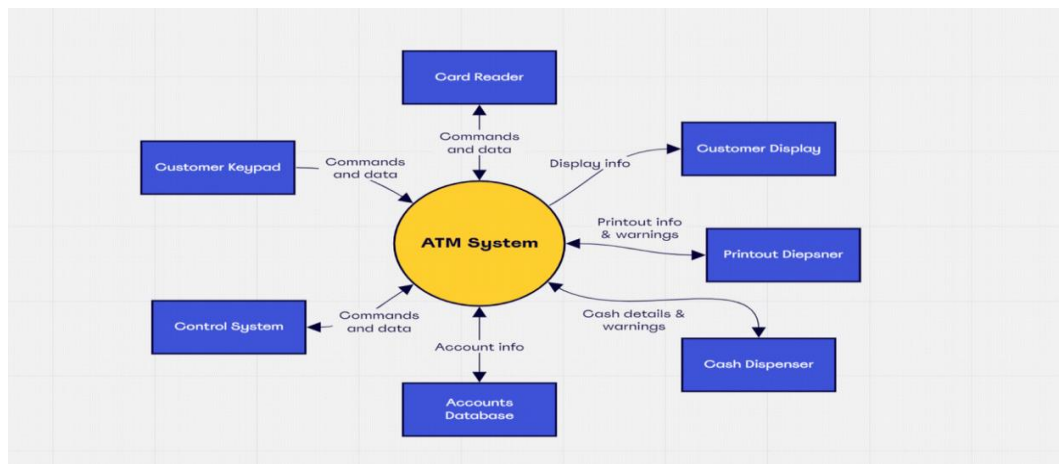 Card Reader
Commands
and data
Customer Keypad
Commands
and data
Display info
Customer Display
ATM System
Printout info
& warnings
Printout Diepsner
Control System
Commands
and data
Account info
Cash details &
warnings
Cash Dispenser
Accounts
Database